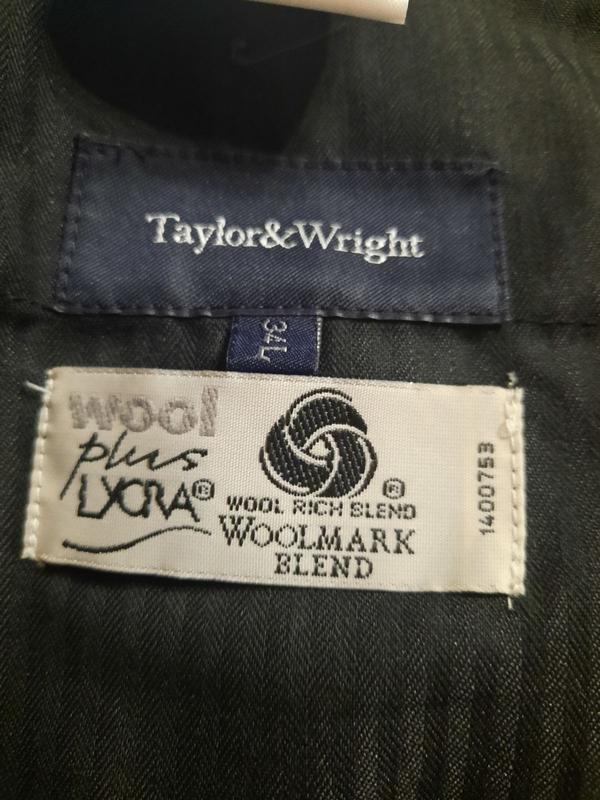 Taylor&Wright
34L
wool
plus
LYCRA®
®
WOOL RICH BLEND
WOOLMARK
BLEND
1400753